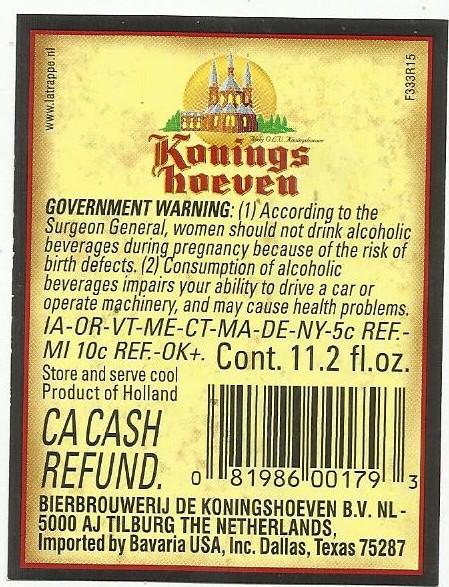 www.latrappe.nl
F333R15
Abdij O.L.V. Koningshoeven
Konings
hoeven
GOVERNMENT WARNING: (1) According to the
Surgeon General, women should not drink alcoholic
beverages during pregnancy because of the risk of
birth defects. (2) Consumption of alcoholic
beverages impairs your ability to drive a car or
operate machinery, and may cause health problems.
IA-OR-VT-ME-CT-MA-DE-NY-5c REF.-
MI 10c REF.-OK+. Cont. 11.2 fl.oz.
Store and serve cool
Product of Holland
CA CASH
REFUND.
0 81986 00179 3
BIERBROUWERIJ DE KONINGSHOEVEN B.V. NL-
5000 AJ TILBURG THE NETHERLANDS,
Imported by Bavaria USA, Inc. Dallas, Texas 75287